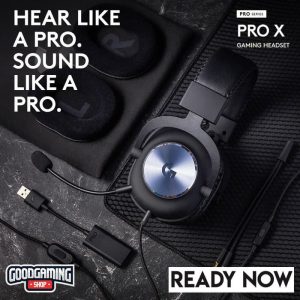 HEAR LIKE
A PRO.
SOUND
LIKE A
PRO.
PRO SERIES
PRO X
GAMING HEADSET
L
R
GOODGAMING
SHOP
READY NOW